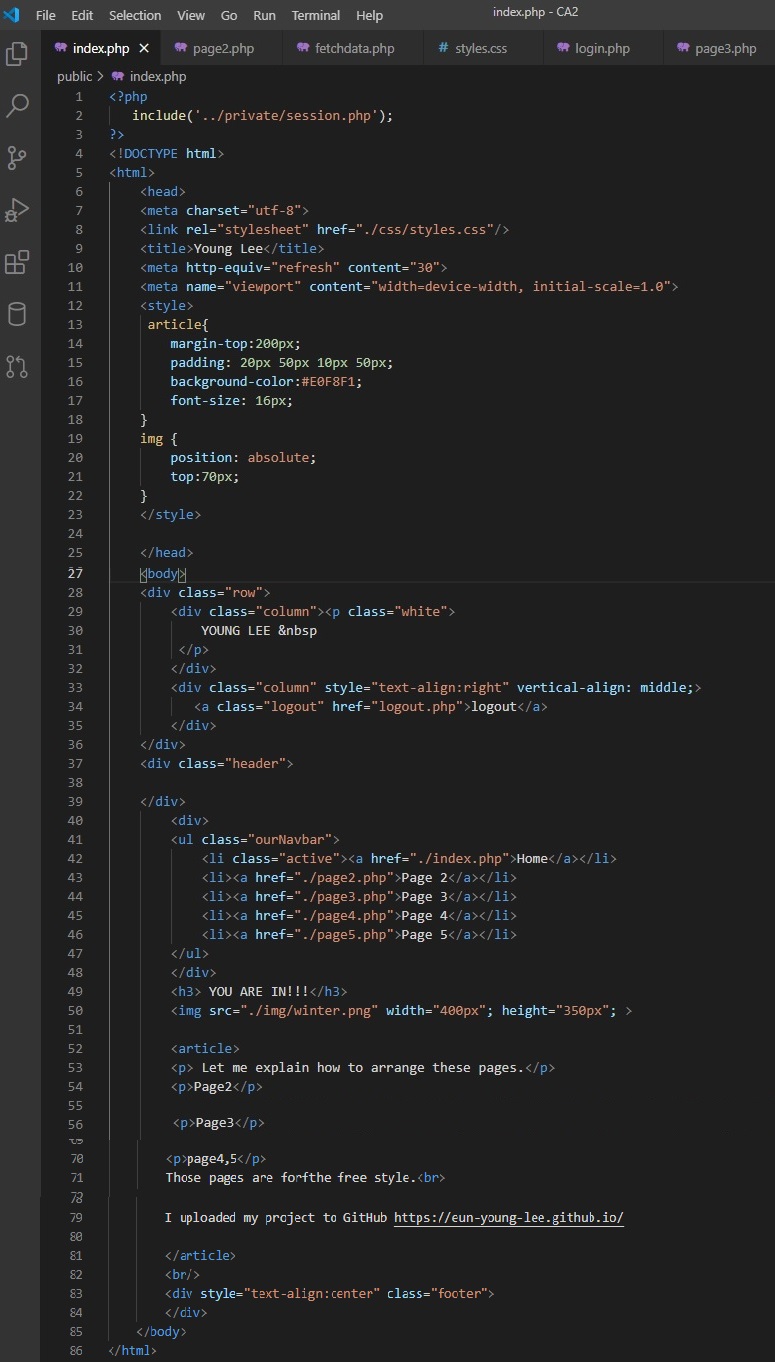 File Edit Selection View Go Run Terminal Help index.php - CA2
index.php page2.php fetchdata.php # styles.css login.php page3.php
public > index.php
1 <?php
2 include('../private/session.php');
3 ?>
4 <!DOCTYPE html>
5 <html>
6 <head>
7 <meta charset="utf-8">
8 <link rel="stylesheet" href="./css/styles.css"/>
9 <title>Young Lee</title>
10 <meta http-equiv="refresh" content="30">
11 <meta name="viewport" content="width=device-width, initial-scale=1.0">
12 <style>
13 article{
14 margin-top:200px;
15 padding: 20px 50px 10px 50px;
16 background-color:#E0F8F1;
17 font-size: 16px;
18 }
19 img {
20 position: absolute;
21 top:70px;
22 }
23 </style>
24
25 </head>
27 <body>
28 <div class="row">
29 <div class="column"><p class="white">
30 YOUNG LEE &nbsp
31 </p>
32 </div>
33 <div class="column" style="text-align:right" vertical-align: middle;>
34 <a class="logout" href="logout.php">logout</a>
35 </div>
36 </div>
37 <div class="header">
38
39 </div>
40 <div>
41 <ul class="ourNavbar">
42 <li class="active"><a href="./index.php">Home</a></li>
43 <li><a href="./page2.php">Page 2</a></li>
44 <li><a href="./page3.php">Page 3</a></li>
45 <li><a href="./page4.php">Page 4</a></li>
46 <li><a href="./page5.php">Page 5</a></li>
47 </ul>
48 </div>
49 <h3> YOU ARE IN!!!</h3>
50 <img src="./img/winter.png" width="400px"; height="350px"; >
51
52 <article>
53 <p> Let me explain how to arrange these pages.</p>
54 <p>Page2</p>
55
56 <p>Page3</p>
70 <p>page4,5</p>
71 Those pages are forfthe free style.<br>
78
79 I uploaded my project to GitHub https://eun-young-lee.github.io/
80
81 </article>
82 <br/>
83 <div style="text-align:center" class="footer">
84 </div>
85 </body>
86 </html>